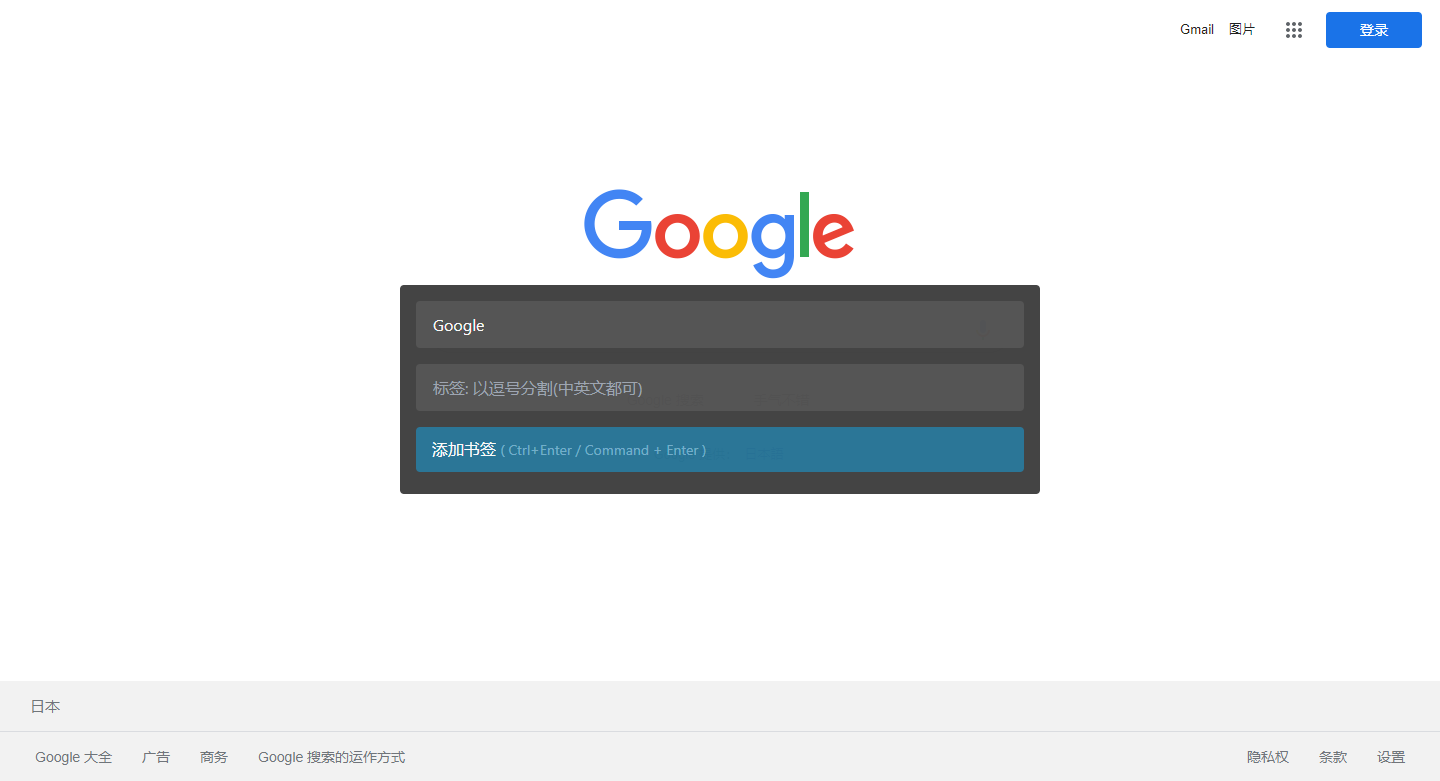 Gmail 图片 登录
Google
Google
标签: 以逗号分割(中英文都可)
添加书签 ( Ctrl+Enter / Command + Enter )
日本
Google 大全 广告 商务 Google 搜索的运作方式 隐私权 条款 设置